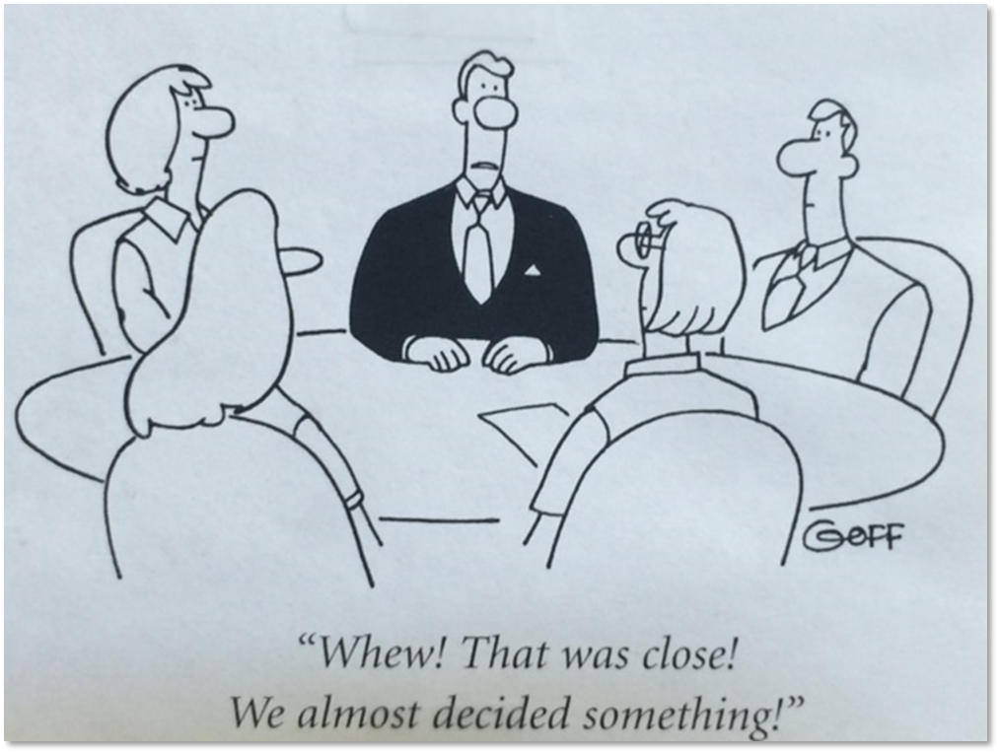 GOFF
“Whew! That was close!
We almost decided something!”